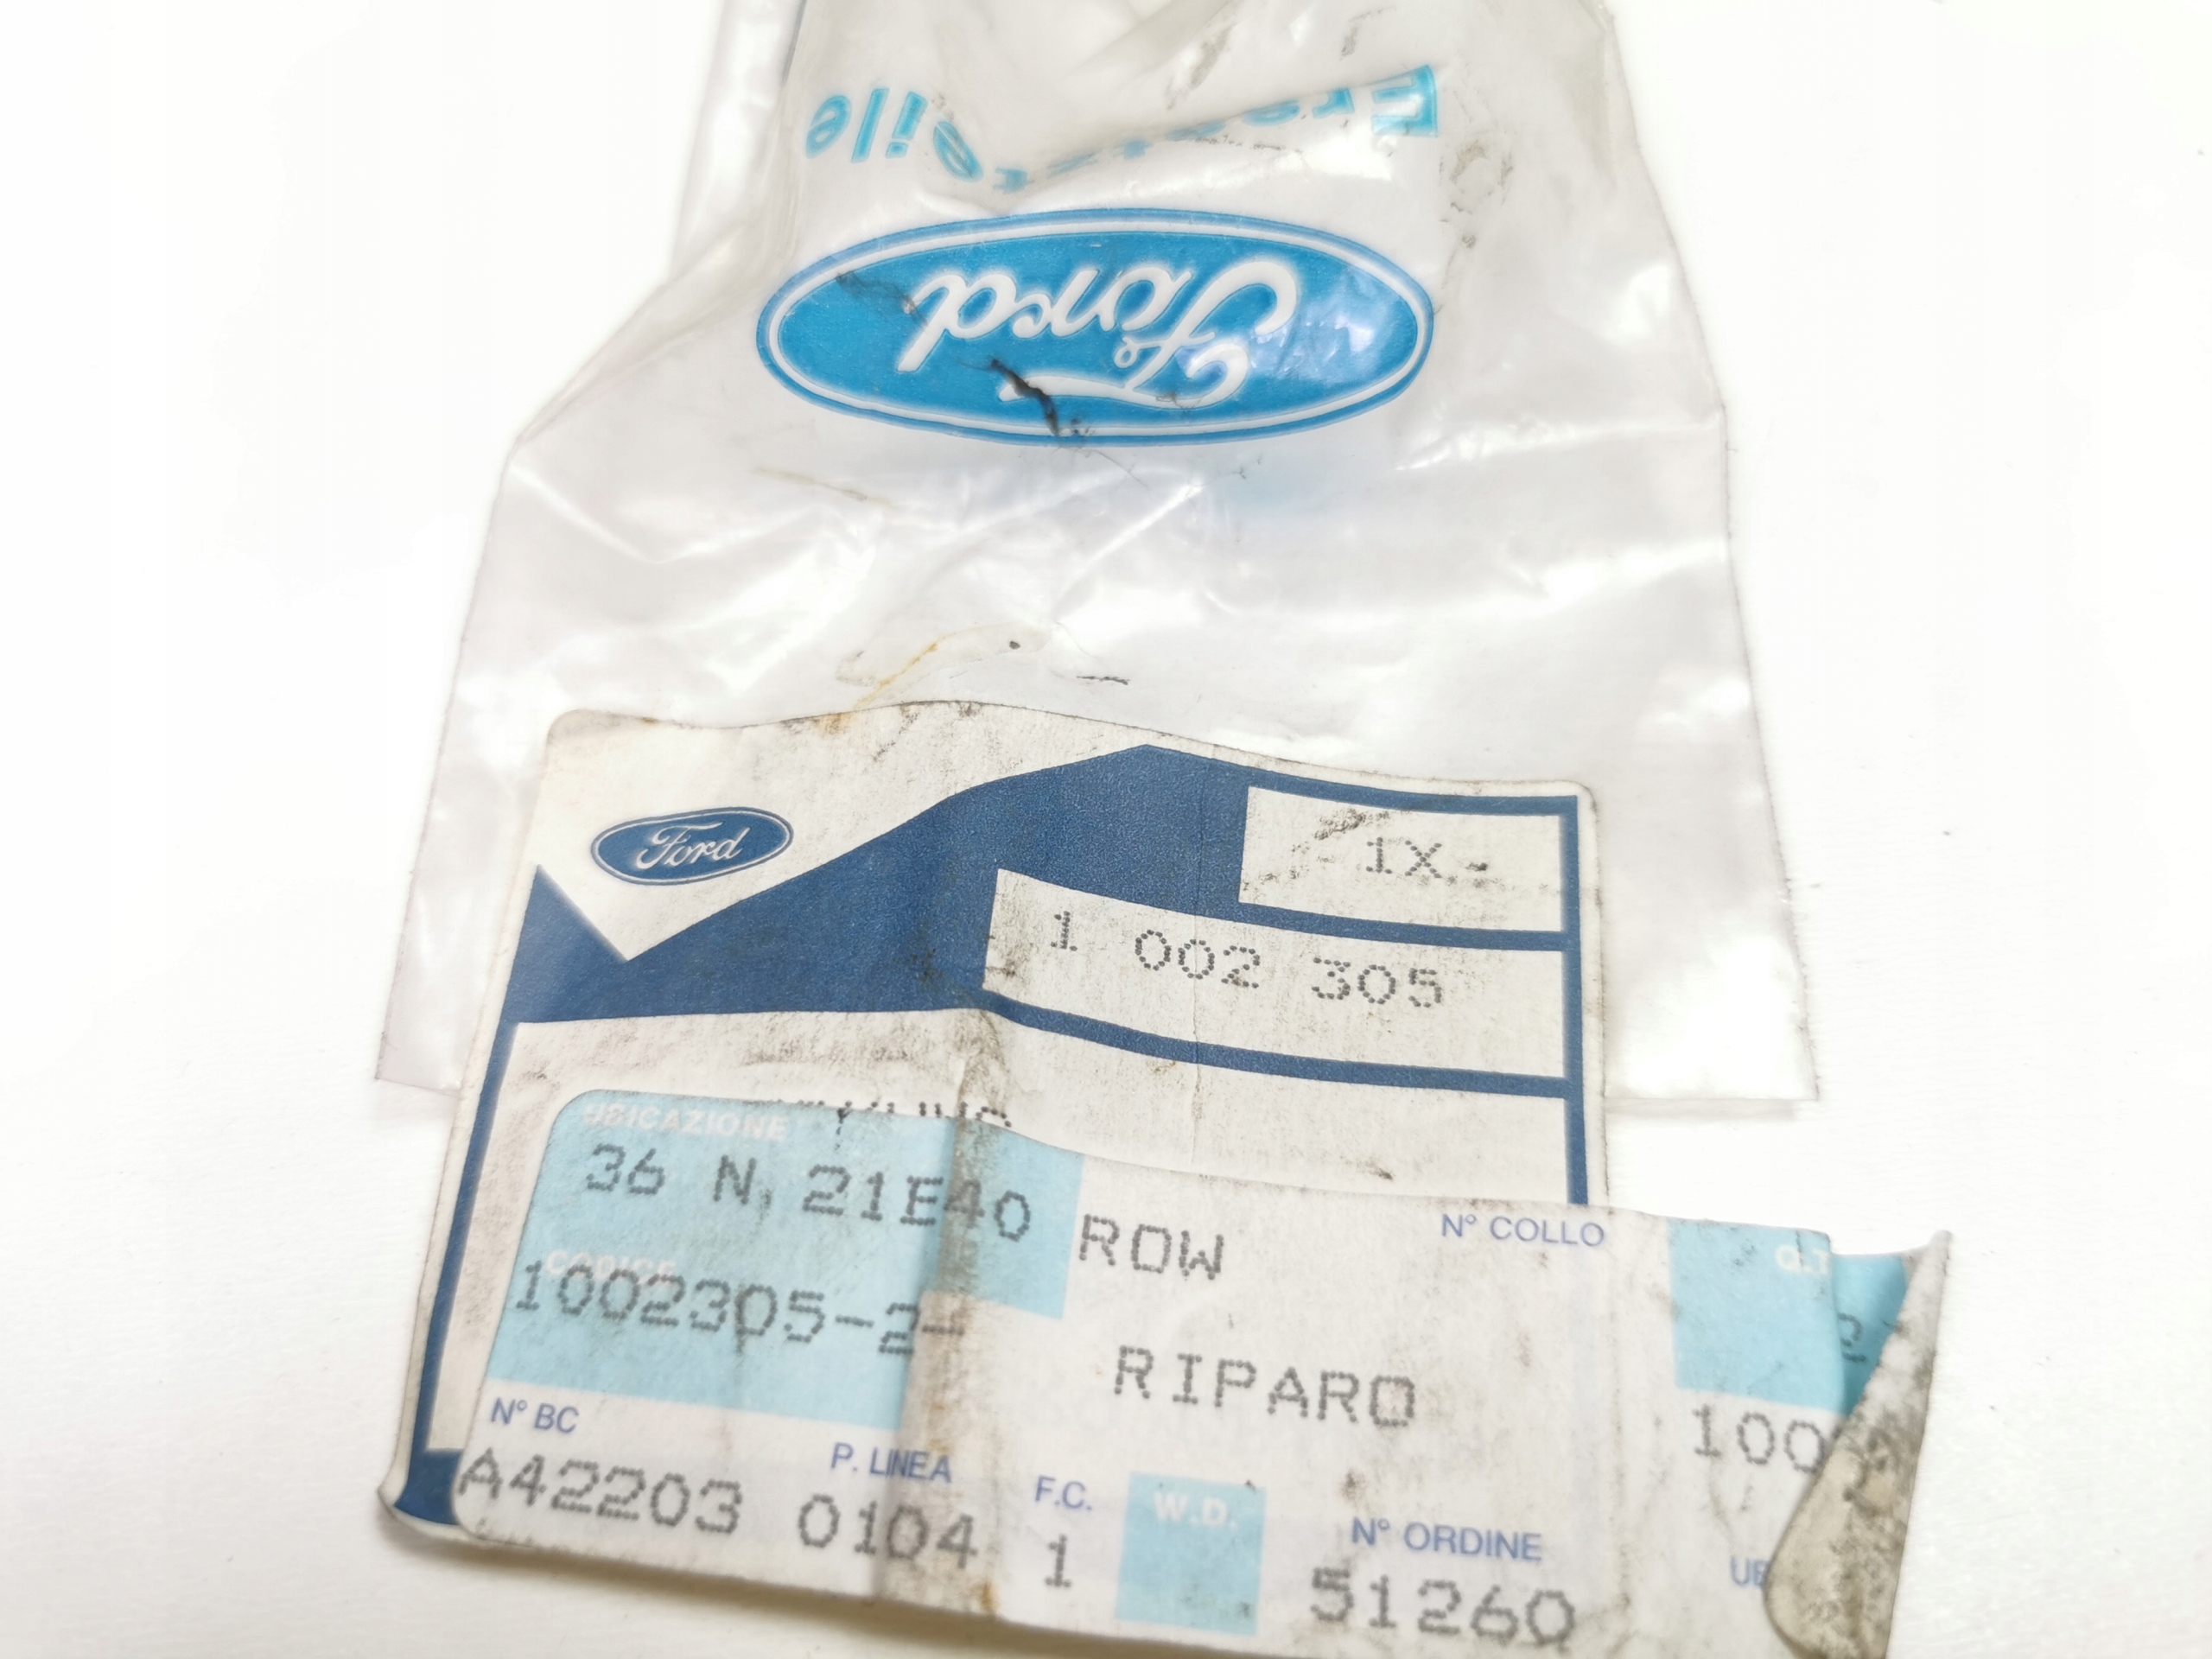 Ersatzteile
Ford
Ford
1X.-
1 002 305
UBICAZIONE
36 N, 21E40 ROW
N° COLLO
CODICE
1002305-2-
RIPARO
N° BC
A42203
P. LINEA
0104
F.C.
1
W.D.
N° ORDINE
51260